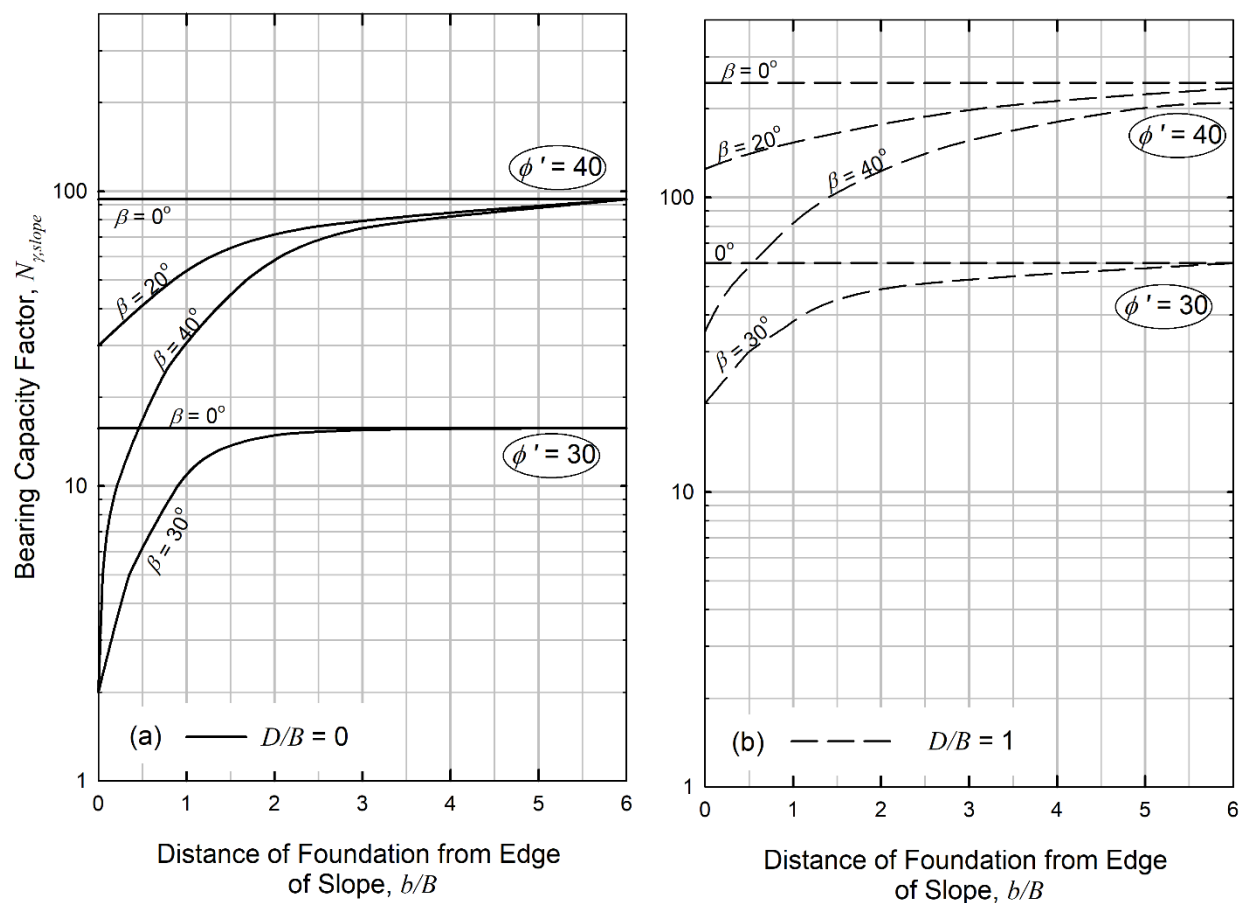 Bearing Capacity Factor, Nγ,slope
100
10
1
β = 0°
β = 20°
β = 40°
ϕ' = 40
β = 0°
β = 30°
ϕ' = 30
(a) D/B = 0
0 1 2 3 4 5 6
Distance of Foundation from Edge
of Slope, b/B
100
10
1
β = 0°
β = 20°
β = 40°
ϕ' = 40
0°
β = 30°
ϕ' = 30
(b) D/B = 1
0 1 2 3 4 5 6
Distance of Foundation from Edge
of Slope, b/B